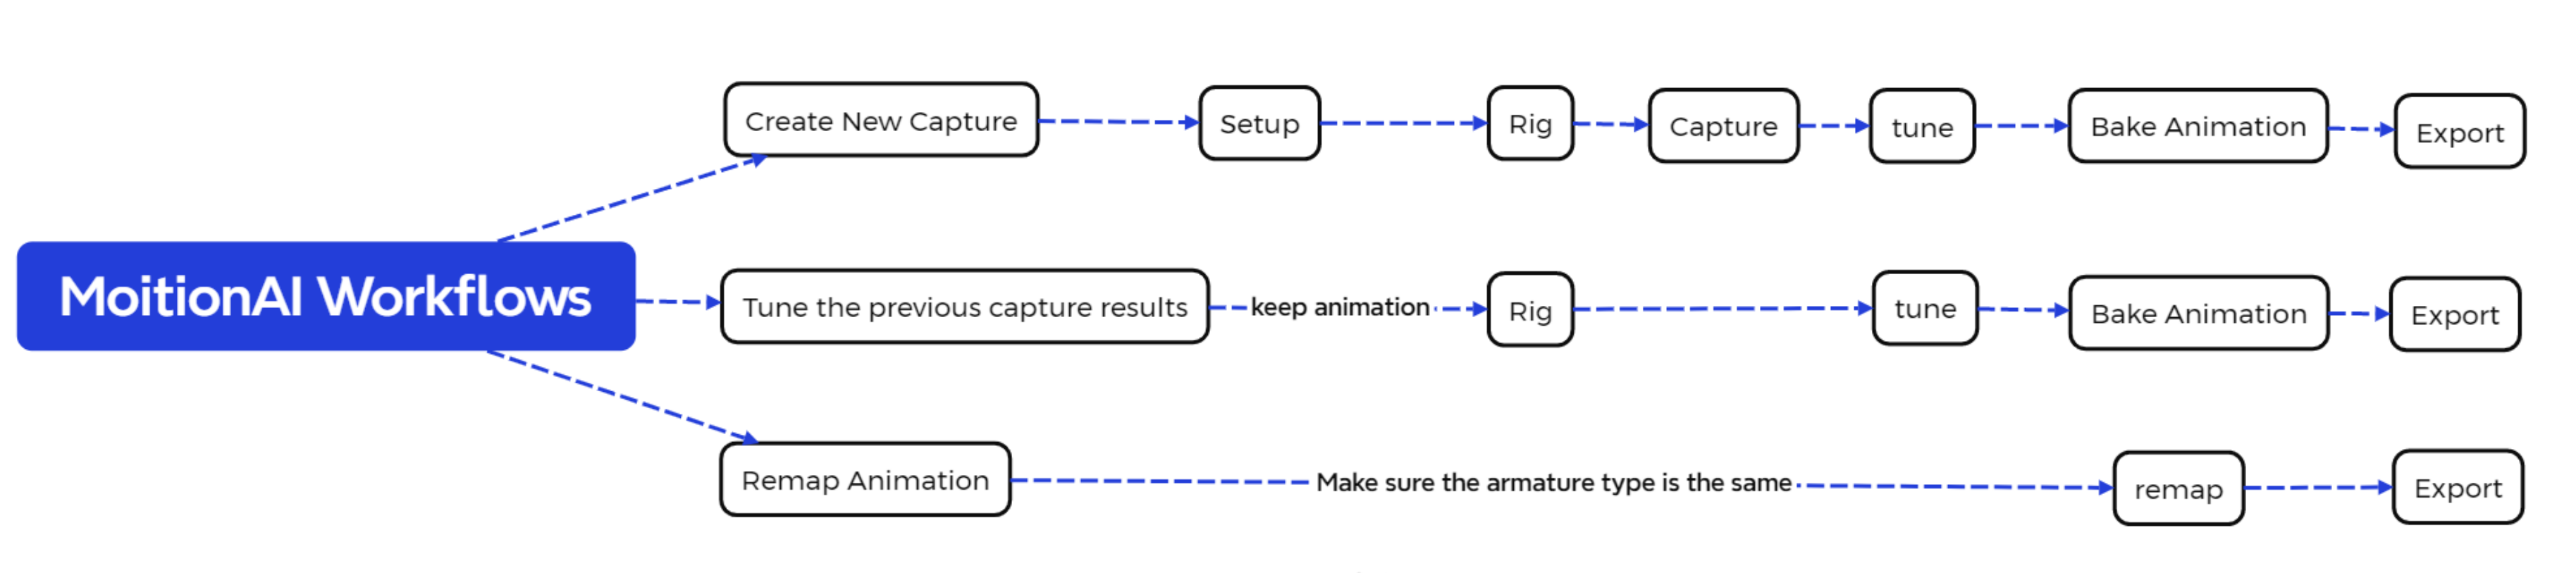 Create New Capture
Setup
Rig
Capture
tune
Bake Animation
Export
MoitionAI Workflows
Tune the previous capture results
keep animation
Rig
tune
Bake Animation
Export
Remap Animation
Make sure the armature type is the same
remap
Export